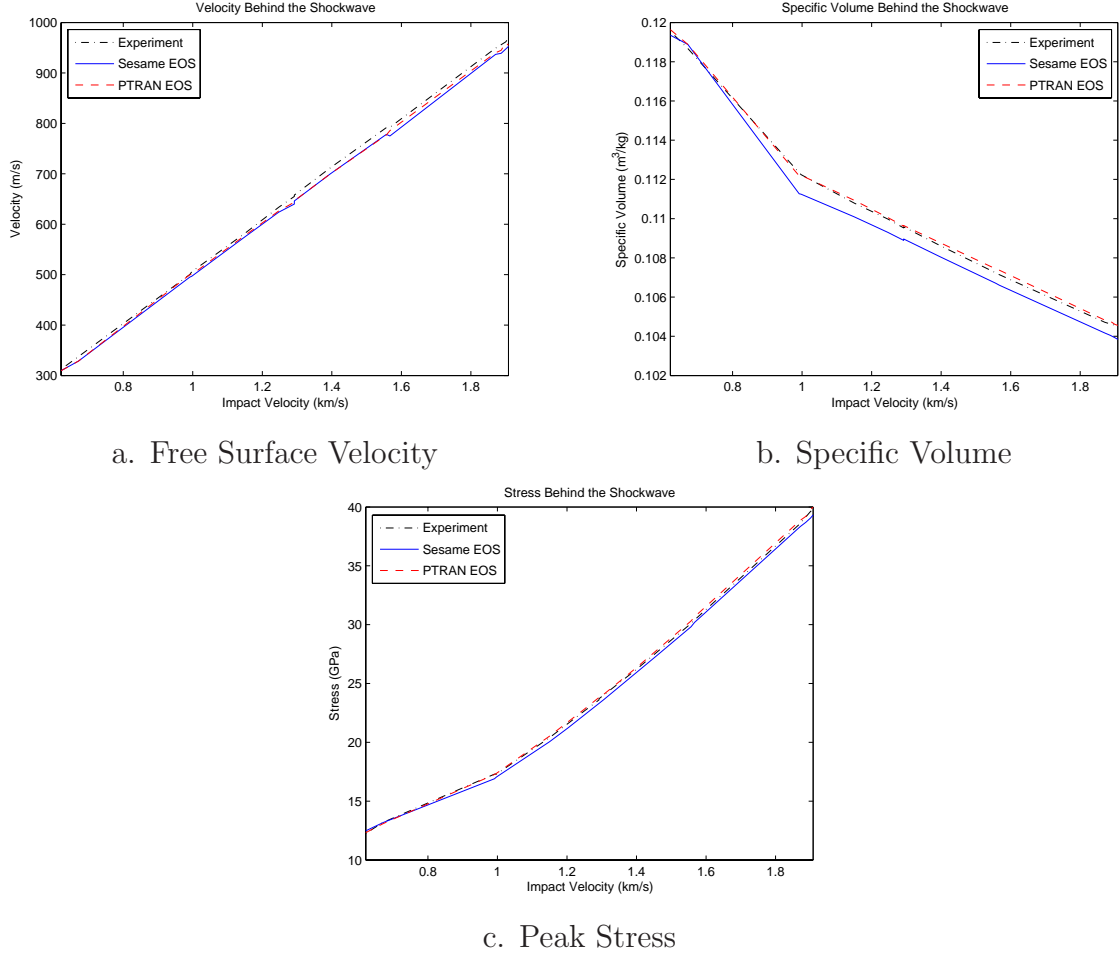 Velocity Behind the Shockwave
1000
900
800
700
600
500
400
300
Velocity (m/s)
Experiment
Sesame EOS
PTRAN EOS
0.8 1 1.2 1.4 1.6 1.8
Impact Velocity (km/s)
a. Free Surface Velocity
Specific Volume Behind the Shockwave
0.12
0.118
0.116
0.114
0.112
0.11
0.108
0.106
0.104
0.102
Specific Volume (m³/kg)
Experiment
Sesame EOS
PTRAN EOS
0.8 1 1.2 1.4 1.6 1.8
Impact Velocity (km/s)
b. Specific Volume
Stress Behind the Shockwave
40
35
30
25
20
15
10
Stress (GPa)
Experiment
Sesame EOS
PTRAN EOS
0.8 1 1.2 1.4 1.6 1.8
Impact Velocity (km/s)
c. Peak Stress